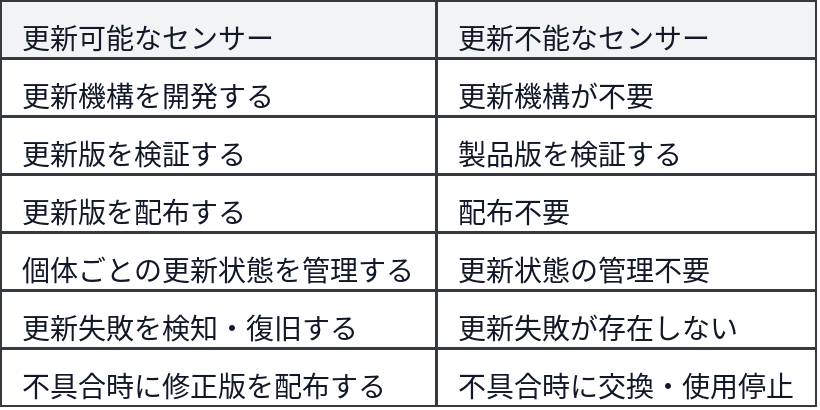 更新可能なセンサー 更新不能なセンサー
更新機構を開発する 更新機構が不要
更新版を検証する 製品版を検証する
更新版を配布する 配布不要
個体ごとの更新状態を管理する 更新状態の管理不要
更新失敗を検知・復旧する 更新失敗が存在しない
不具合時に修正版を配布する 不具合時に交換・使用停止